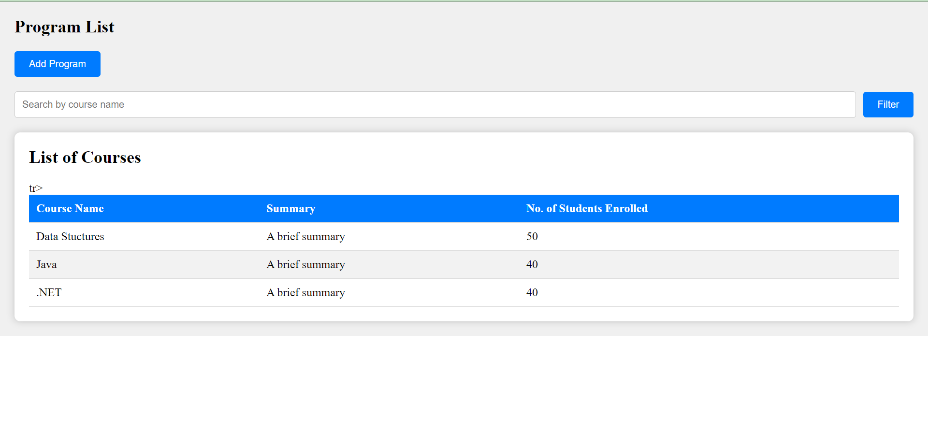 Program List
Add Program
Search by course name Filter
List of Courses
tr>
Course Name Summary No. of Students Enrolled
Data Stuctures A brief summary 50
Java A brief summary 40
.NET A brief summary 40